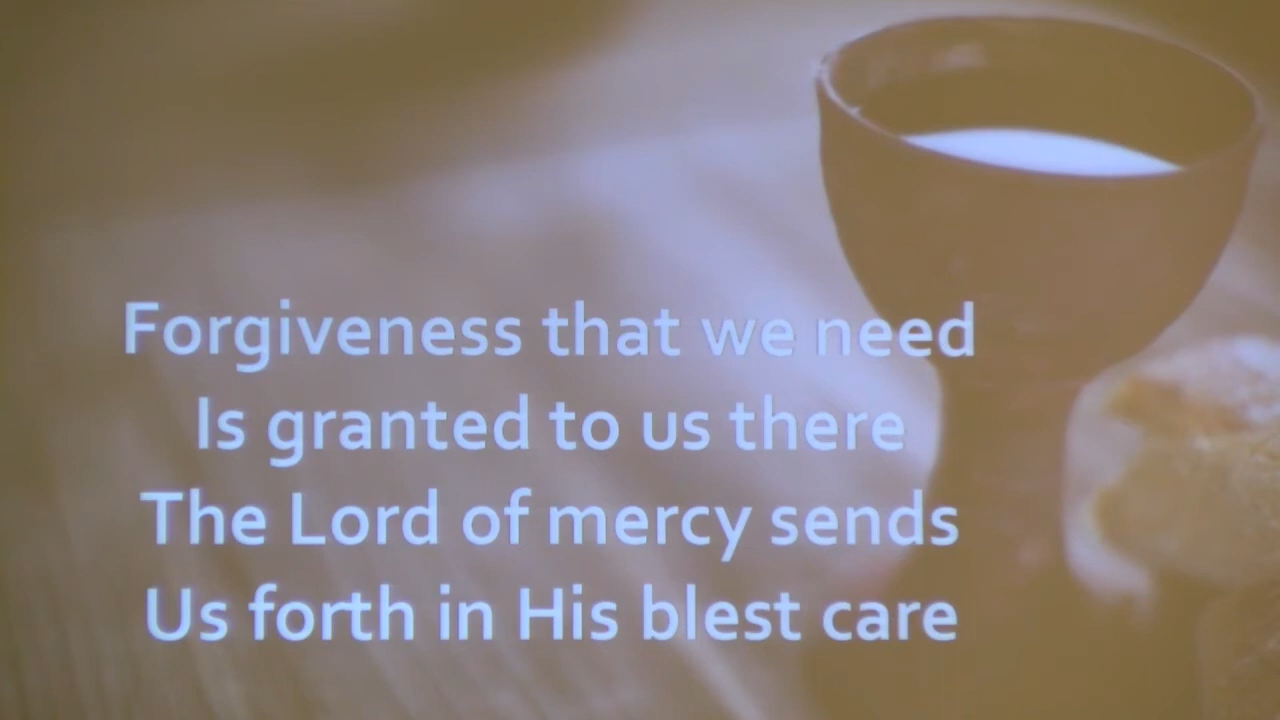 Forgiveness that we need
Is granted to us there
The Lord of mercy sends
Us forth in His blest care